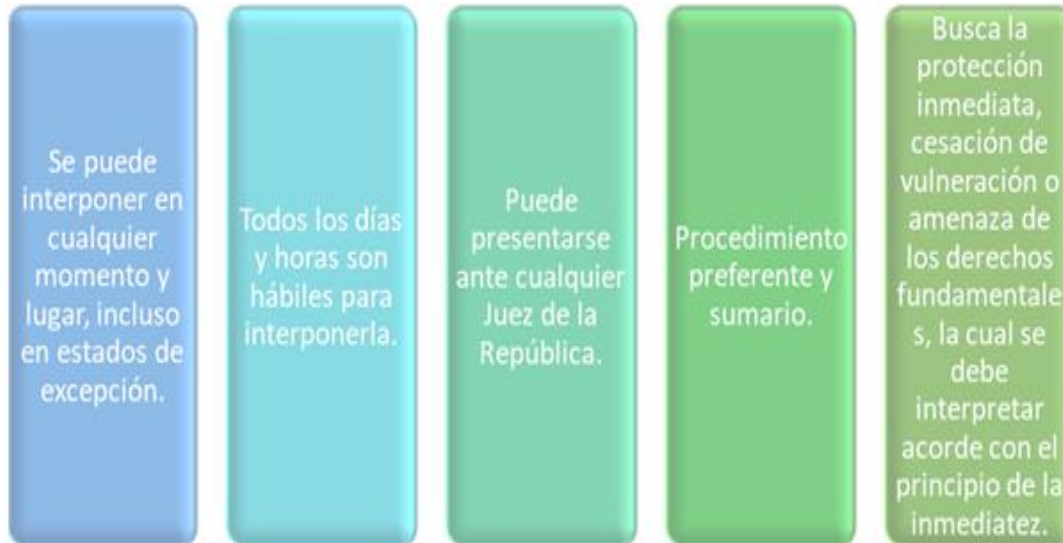 Se puede
interponer en
cualquier
momento y
lugar, incluso
en estados de
excepción.
Todos los días
y horas son
hábiles para
interponerla.
Puede
presentarse
ante cualquier
Juez de la
República.
Procedimiento
preferente y
sumario.
Busca la
protección
inmediata,
cesación de
vulneración o
amenaza de
los derechos
fundamentale
s, la cual se
debe
interpretar
acorde con el
principio de la
inmediatez.